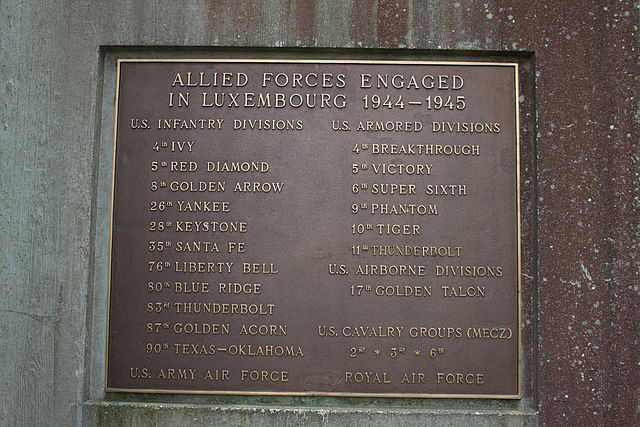 ALLIED FORCES ENGAGED
IN LUXEMBOURG 1944-1945
U.S. INFANTRY DIVISIONS
4TH IVY
5TH RED DIAMOND
8TH GOLDEN ARROW
26TH YANKEE
28TH KEYSTONE
35TH SANTA FE
76TH LIBERTY BELL
80TH BLUE RIDGE
83RD THUNDERBOLT
87TH GOLDEN ACORN
90TH TEXAS-OKLAHOMA
U.S. ARMY AIR FORCE
U.S. ARMORED DIVISIONS
4TH BREAKTHROUGH
5TH VICTORY
6TH SUPER SIXTH
9TH PHANTOM
10TH TIGER
11TH THUNDERBOLT
U.S. AIRBORNE DIVISIONS
17TH GOLDEN TALON
U.S. CAVALRY GROUPS (MECZ)
2ND * 3RD * 6TH
ROYAL AIR FORCE